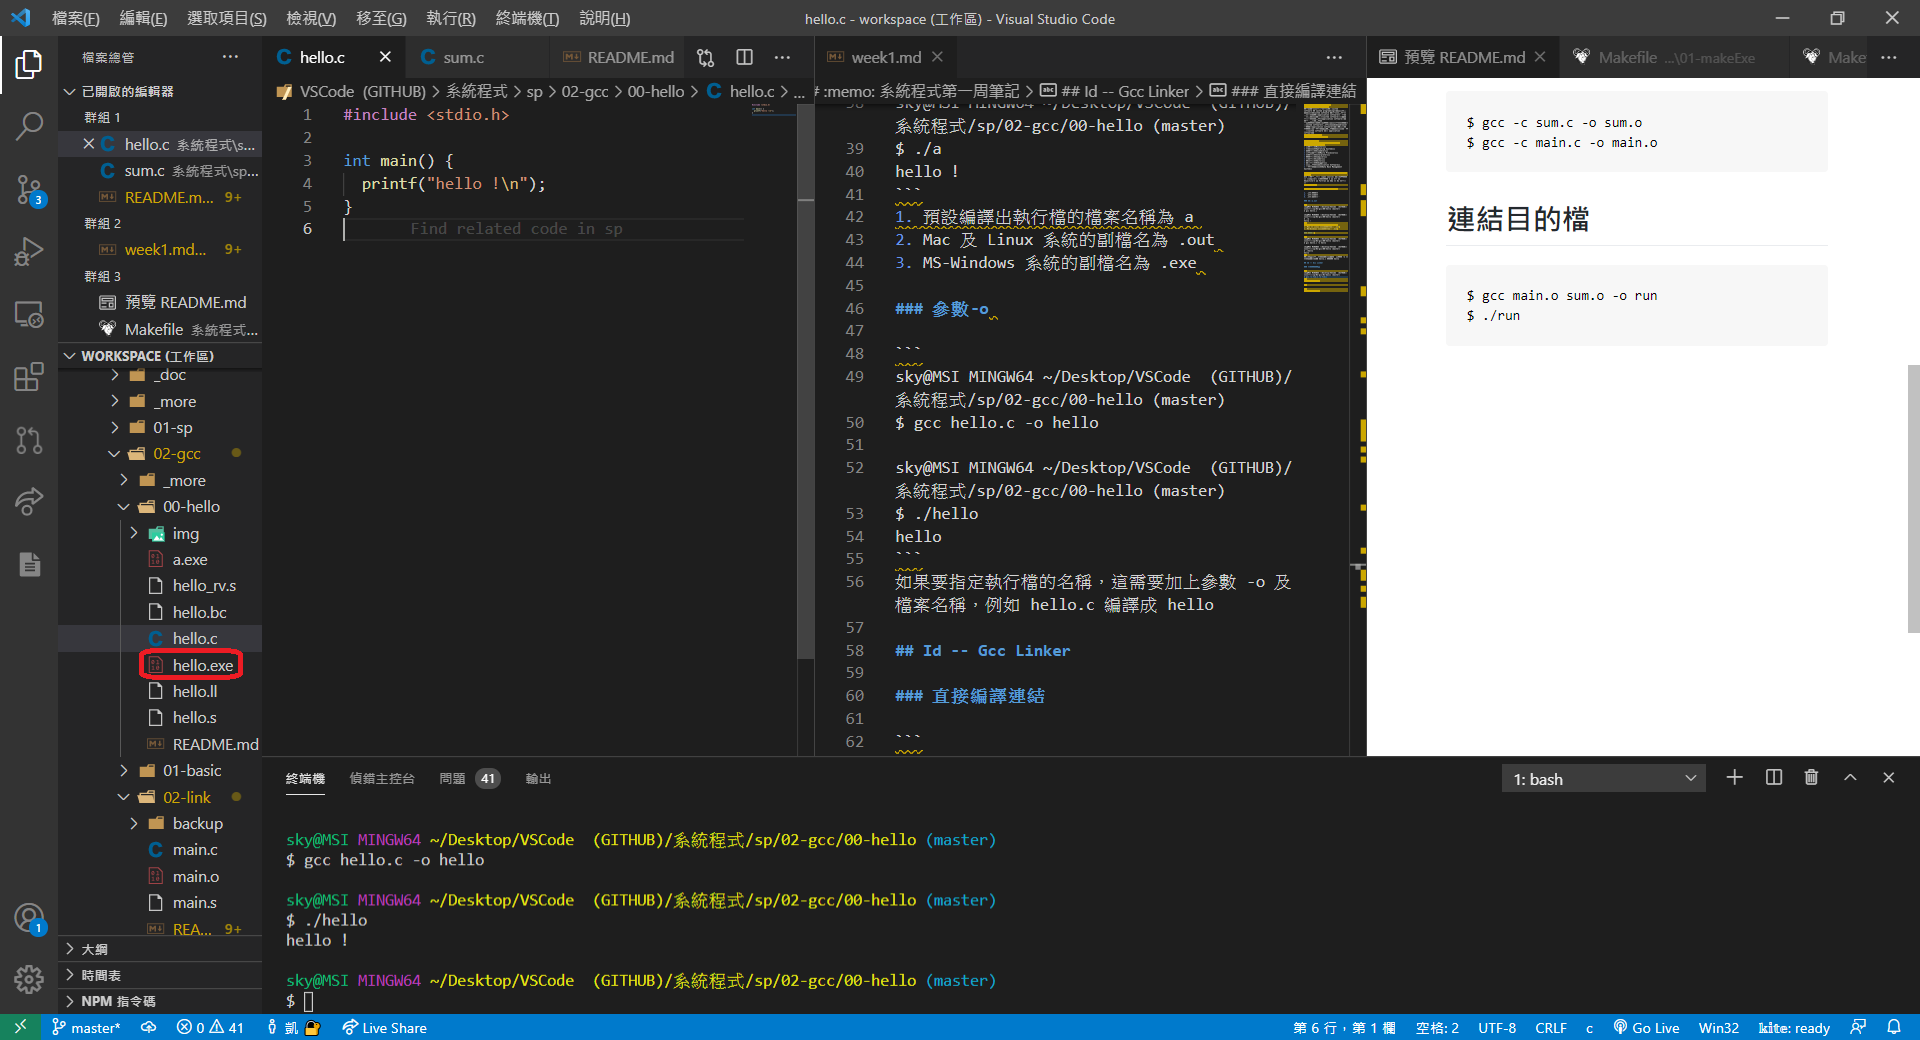 檔案(F) 編輯(E) 選取項目(S) 檢視(V) 移至(G) 執行(R) 終端機(T) 說明(H)
hello.c - workspace (工作區) - Visual Studio Code
檔案總管
已開啟的編輯器
群組 1
hello.c 系統程式\s...
sum.c 系統程式\sp...
README.m... 9+
群組 2
week1.md... 9+
群組 3
預覽 README.md
Makefile 系統程式...
WORKSPACE (工作區)
_doc
_more
01-sp
02-gcc
_more
00-hello
img
a.exe
hello_rv.s
hello.bc
hello.c
hello.exe
hello.ll
hello.s
README.md
01-basic
02-link
backup
main.c
main.o
main.s
REA... 9+
大綱
時間表
NPM 指令碼
3
1
hello.c
sum.c
README.md
VSCode (GITHUB) > 系統程式 > sp > 02-gcc > 00-hello > hello.c > ...
1 #include <stdio.h>
2
3 int main() {
4 printf("hello !\n");
5 }
6 Find related code in sp
week1.md
# :memo: 系統程式第一周筆記 > ## Id -- Gcc Linker > ### 直接編譯連結
38 sky@MSI MINGW64 ~/Desktop/VSCode (GITHUB)/
系統程式/sp/02-gcc/00-hello (master)
39 $ ./a
40 hello !
41 ```
42 1. 預設編譯出執行檔的檔案名稱為 a
43 2. Mac 及 Linux 系統的副檔名為 .out
44 3. MS-Windows 系統的副檔名為 .exe
45
46 ### 參數-o
47
48 ```
49 sky@MSI MINGW64 ~/Desktop/VSCode (GITHUB)/
系統程式/sp/02-gcc/00-hello (master)
50 $ gcc hello.c -o hello
51
52 sky@MSI MINGW64 ~/Desktop/VSCode (GITHUB)/
系統程式/sp/02-gcc/00-hello (master)
53 $ ./hello
54 hello
55 ```
56 如果要指定執行檔的名稱，這需要加上參數 -o 及
檔案名稱，例如 hello.c 編譯成 hello
57
58 ## Id -- Gcc Linker
59
60 ### 直接編譯連結
61
62 ```
預覽 README.md
Makefile ...\01-makeExe
Make
$ gcc -c sum.c -o sum.o
$ gcc -c main.c -o main.o
連結目的檔
$ gcc main.o sum.o -o run
$ ./run
終端機 偵錯主控台 問題 41 輸出
1: bash
sky@MSI MINGW64 ~/Desktop/VSCode (GITHUB)/系統程式/sp/02-gcc/00-hello (master)
$ gcc hello.c -o hello
sky@MSI MINGW64 ~/Desktop/VSCode (GITHUB)/系統程式/sp/02-gcc/00-hello (master)
$ ./hello
hello !
sky@MSI MINGW64 ~/Desktop/VSCode (GITHUB)/系統程式/sp/02-gcc/00-hello (master)
$
master* 0 41 凱 Live Share
第 6 行，第 1 欄 空格: 2 UTF-8 CRLF c Go Live Win32 kite: ready